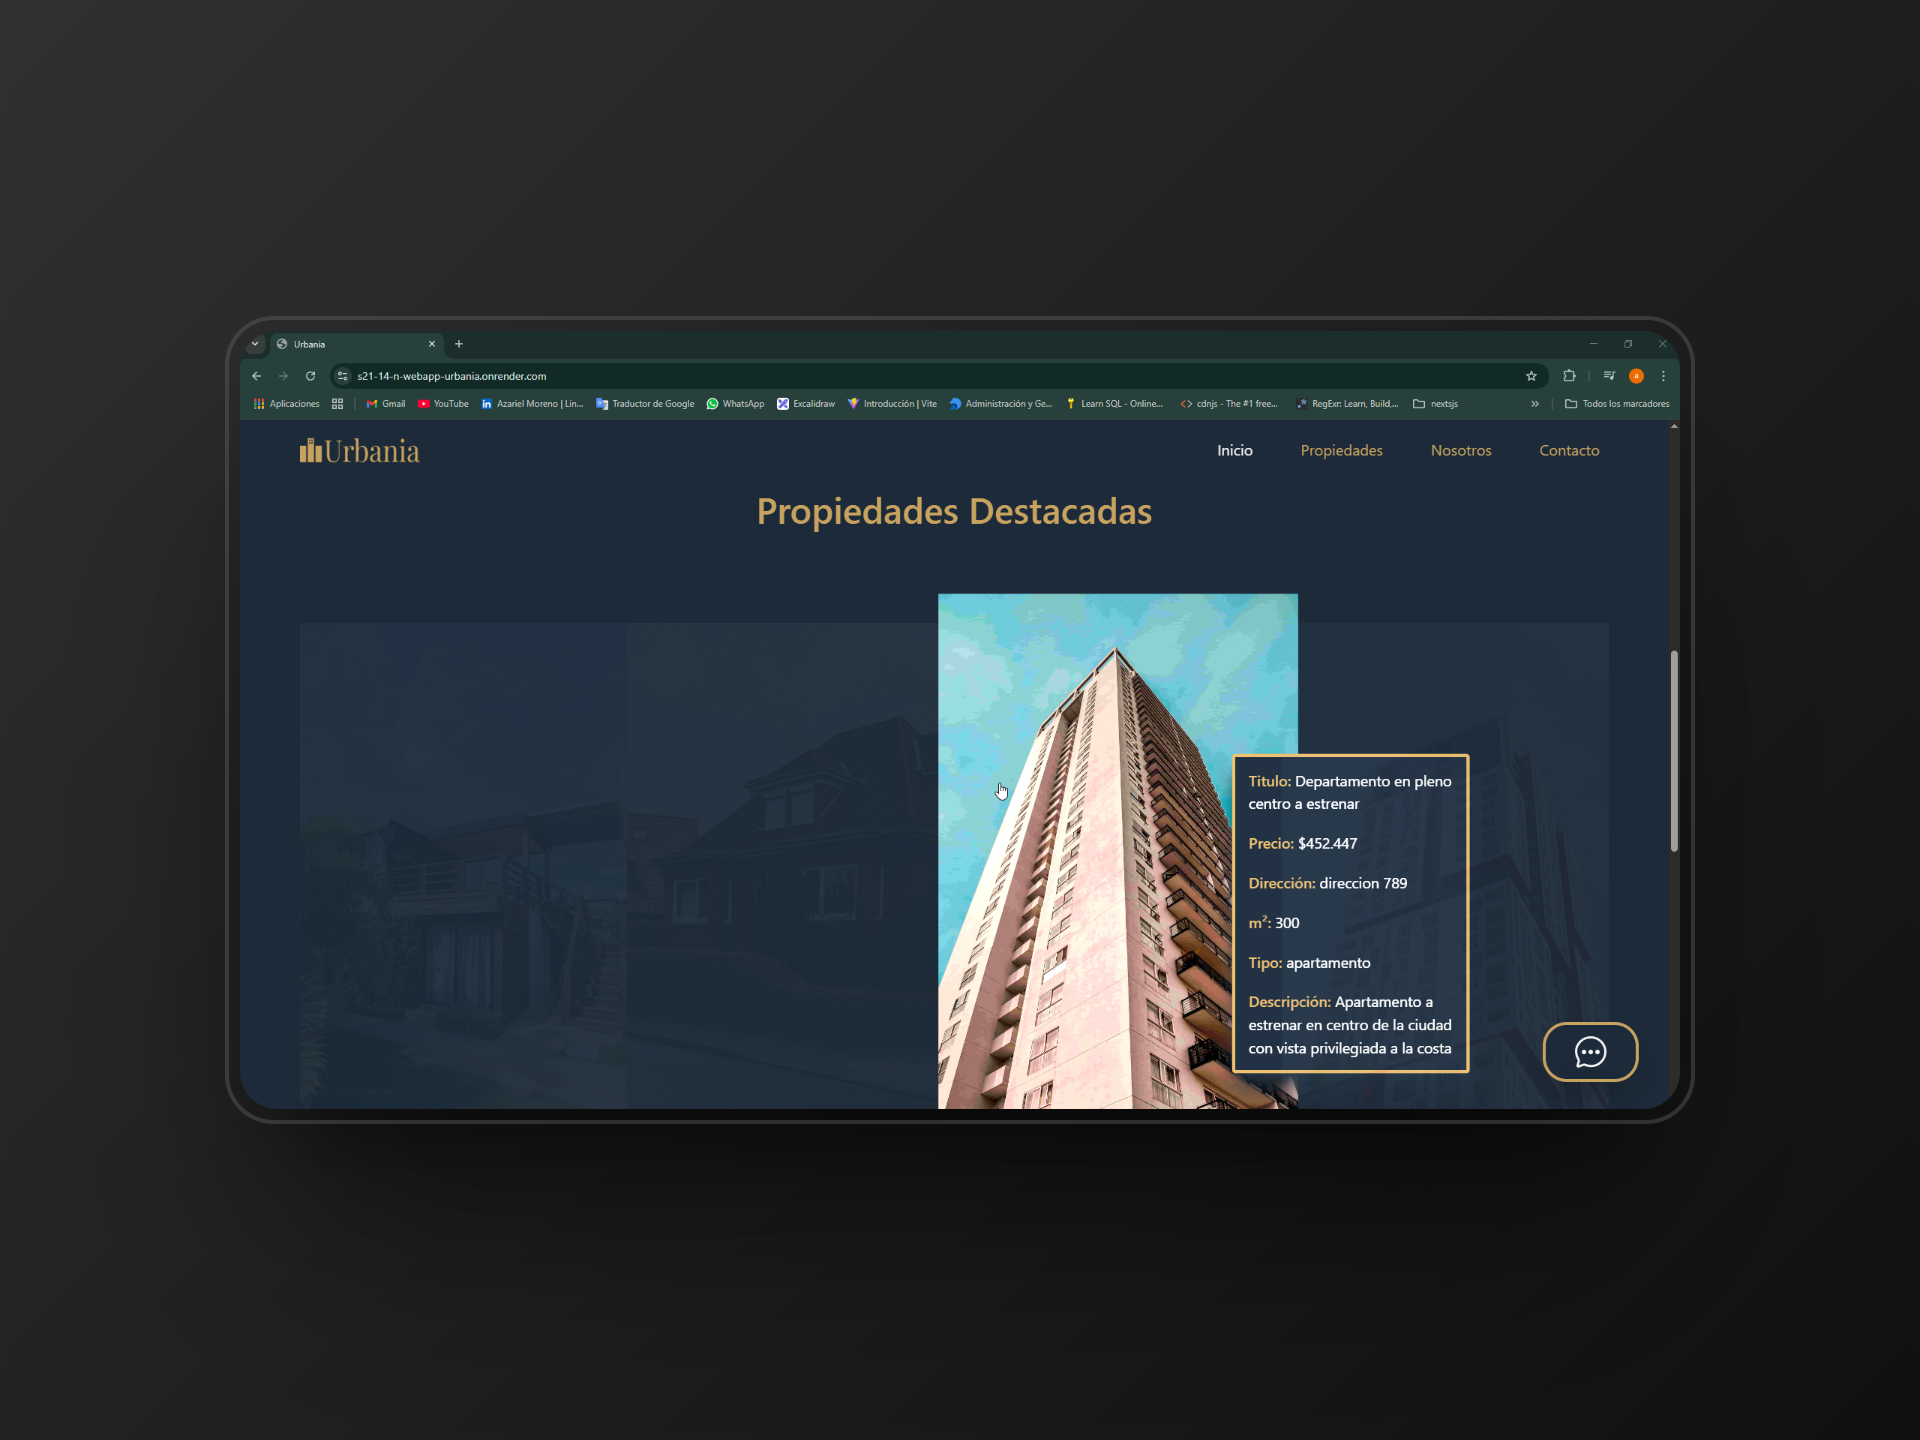 Urbania
s21-14-n-webapp-urbania.onrender.com
Aplicaciones
Gmail
YouTube
Azariel Moreno | Lin...
Traductor de Google
WhatsApp
Excalidraw
Introducción | Vite
Administración y Ge...
Learn SQL - Online...
cdnjs - The #1 free...
RegExr: Learn, Build,...
nextsjs
Todos los marcadores
Urbania
Inicio
Propiedades
Nosotros
Contacto
Propiedades Destacadas
Titulo: Departamento en pleno
centro a estrenar
Precio: $452.447
Dirección: direccion 789
m²: 300
Tipo: apartamento
Descripción: Apartamento a
estrenar en centro de la ciudad
con vista privilegiada a la costa